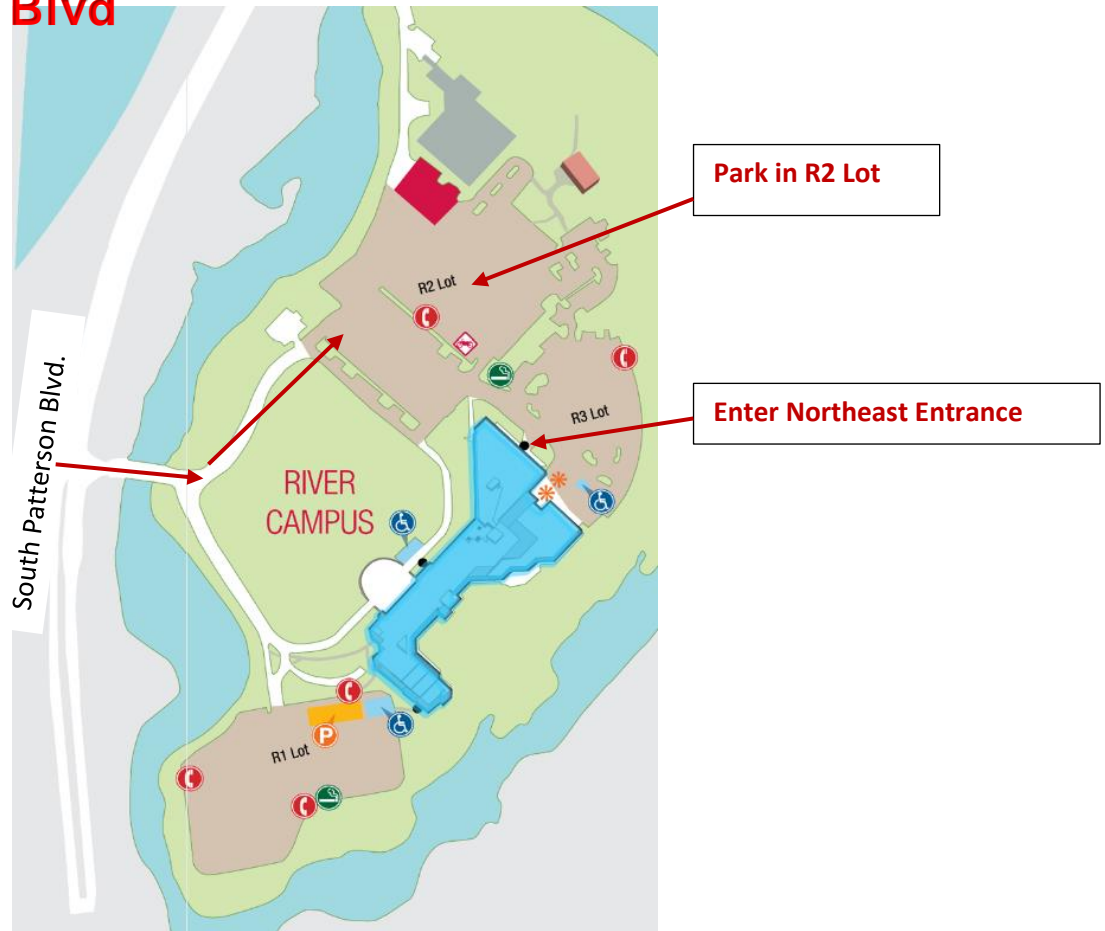 Blvd
Park in R2 Lot
R2 Lot
South Patterson Blvd.
Enter Northeast Entrance
R3 Lot
RIVER
CAMPUS
P
R1 Lot